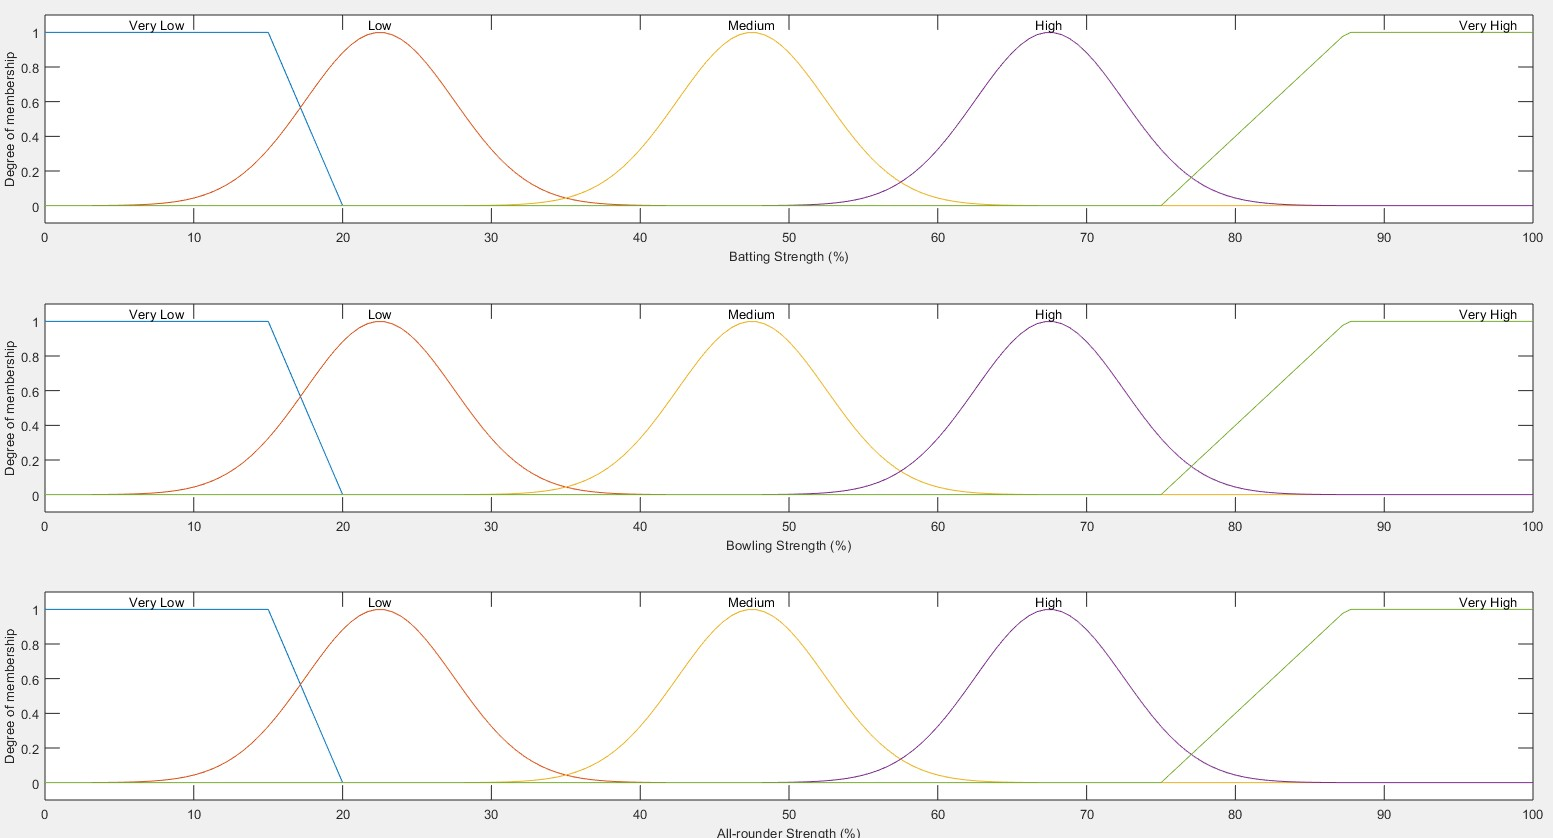 Very Low Low Medium High Very High
1
0.8
0.6
0.4
0.2
0
Degree of membership
0 10 20 30 40 50 60 70 80 90 100
Batting Strength (%)
Very Low Low Medium High Very High
1
0.8
0.6
0.4
0.2
0
Degree of membership
0 10 20 30 40 50 60 70 80 90 100
Bowling Strength (%)
Very Low Low Medium High Very High
1
0.8
0.6
0.4
0.2
0
Degree of membership
0 10 20 30 40 50 60 70 80 90 100
All-rounder Strength (%)